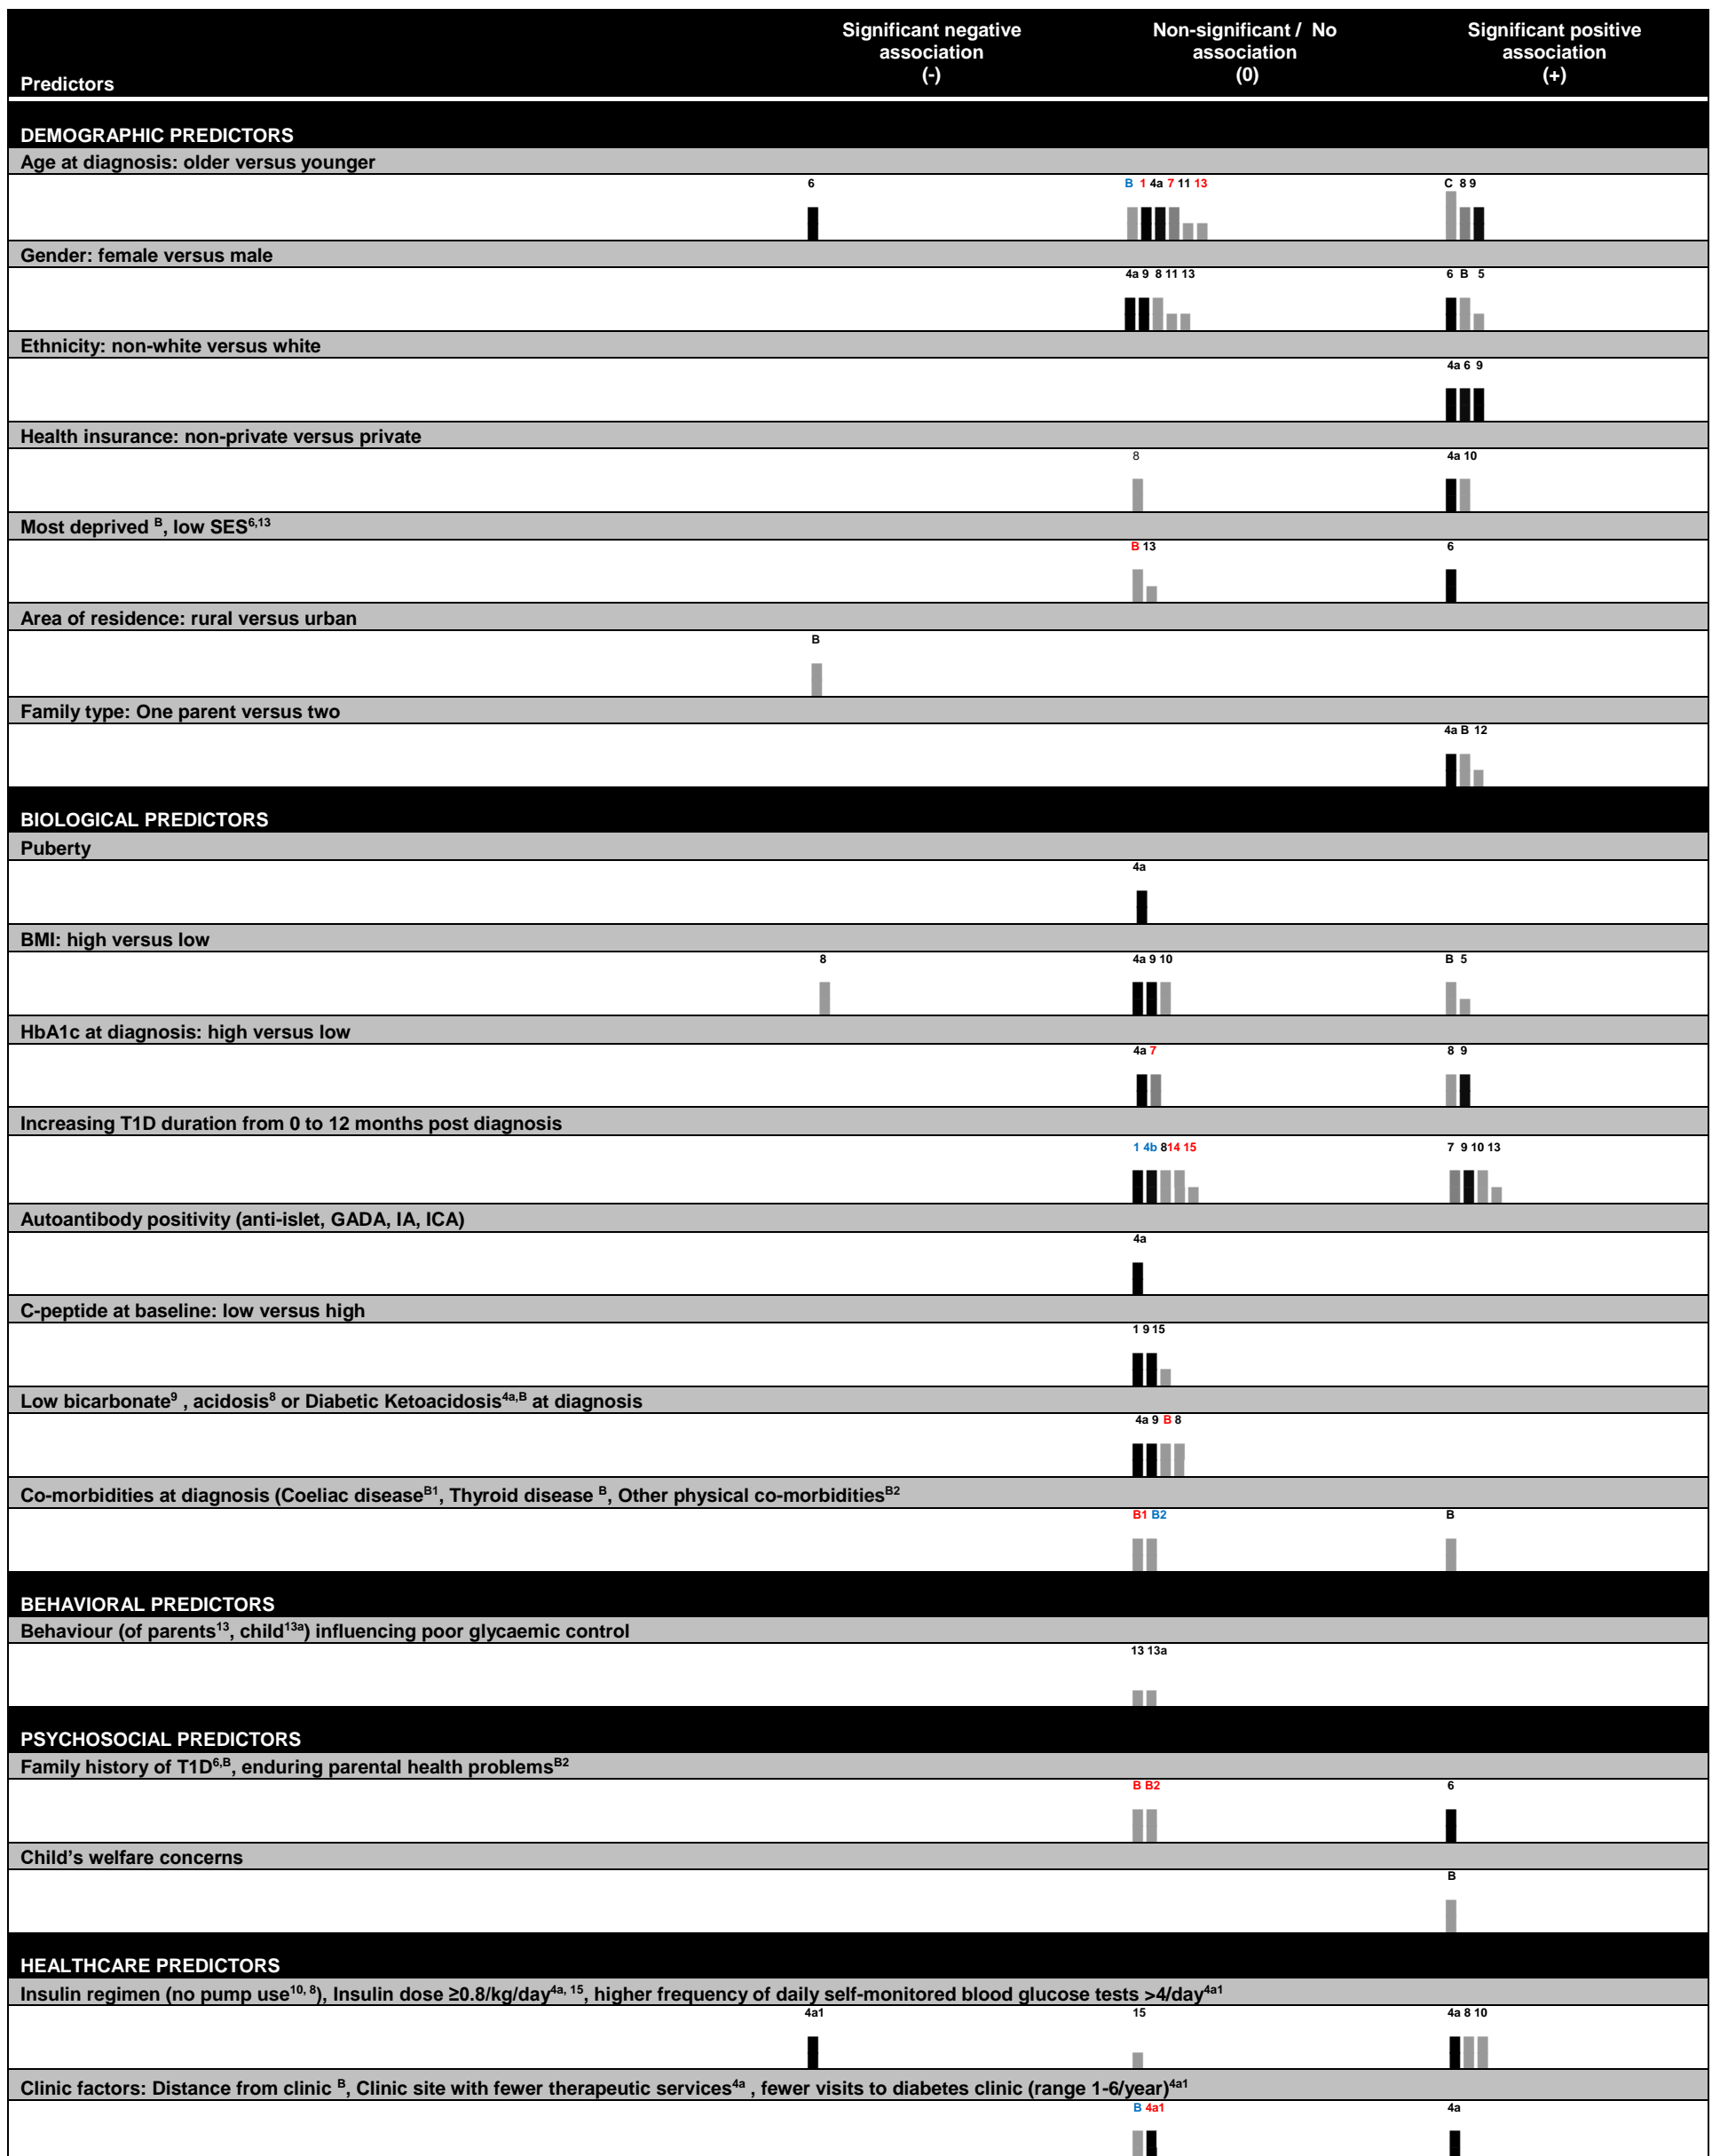 Predictors
Significant negative association (-)
Non-significant / No association (0)
Significant positive association (+)
DEMOGRAPHIC PREDICTORS
Age at diagnosis: older versus younger
6
B 1 4a 7 11 13
C 8 9
Gender: female versus male
4a 9 8 11 13
6 B 5
Ethnicity: non-white versus white
4a 6 9
Health insurance: non-private versus private
8
4a 10
Most deprived B, low SES6,13
B 13
6
Area of residence: rural versus urban
B
Family type: One parent versus two
4a B 12
BIOLOGICAL PREDICTORS
Puberty
4a
BMI: high versus low
8
4a 9 10
B 5
HbA1c at diagnosis: high versus low
4a 7
8 9
Increasing T1D duration from 0 to 12 months post diagnosis
1 4b 814 15
7 9 10 13
Autoantibody positivity (anti-islet, GADA, IA, ICA)
4a
C-peptide at baseline: low versus high
1 9 15
Low bicarbonate9 , acidosis8 or Diabetic Ketoacidosis4a,B at diagnosis
4a 9 B 8
Co-morbidities at diagnosis (Coeliac diseaseB1, Thyroid disease B, Other physical co-morbiditiesB2
B1 B2
B
BEHAVIORAL PREDICTORS
Behaviour (of parents13, child13a) influencing poor glycaemic control
13 13a
PSYCHOSOCIAL PREDICTORS
Family history of T1D6,B, enduring parental health problemsB2
B B2
6
Child's welfare concerns
B
HEALTHCARE PREDICTORS
Insulin regimen (no pump use10, 8), Insulin dose ≥0.8/kg/day4a, 15, higher frequency of daily self-monitored blood glucose tests >4/day4a1
4a1
15
4a 8 10
Clinic factors: Distance from clinic B, Clinic site with fewer therapeutic services4a , fewer visits to diabetes clinic (range 1-6/year)4a1
B 4a1
4a